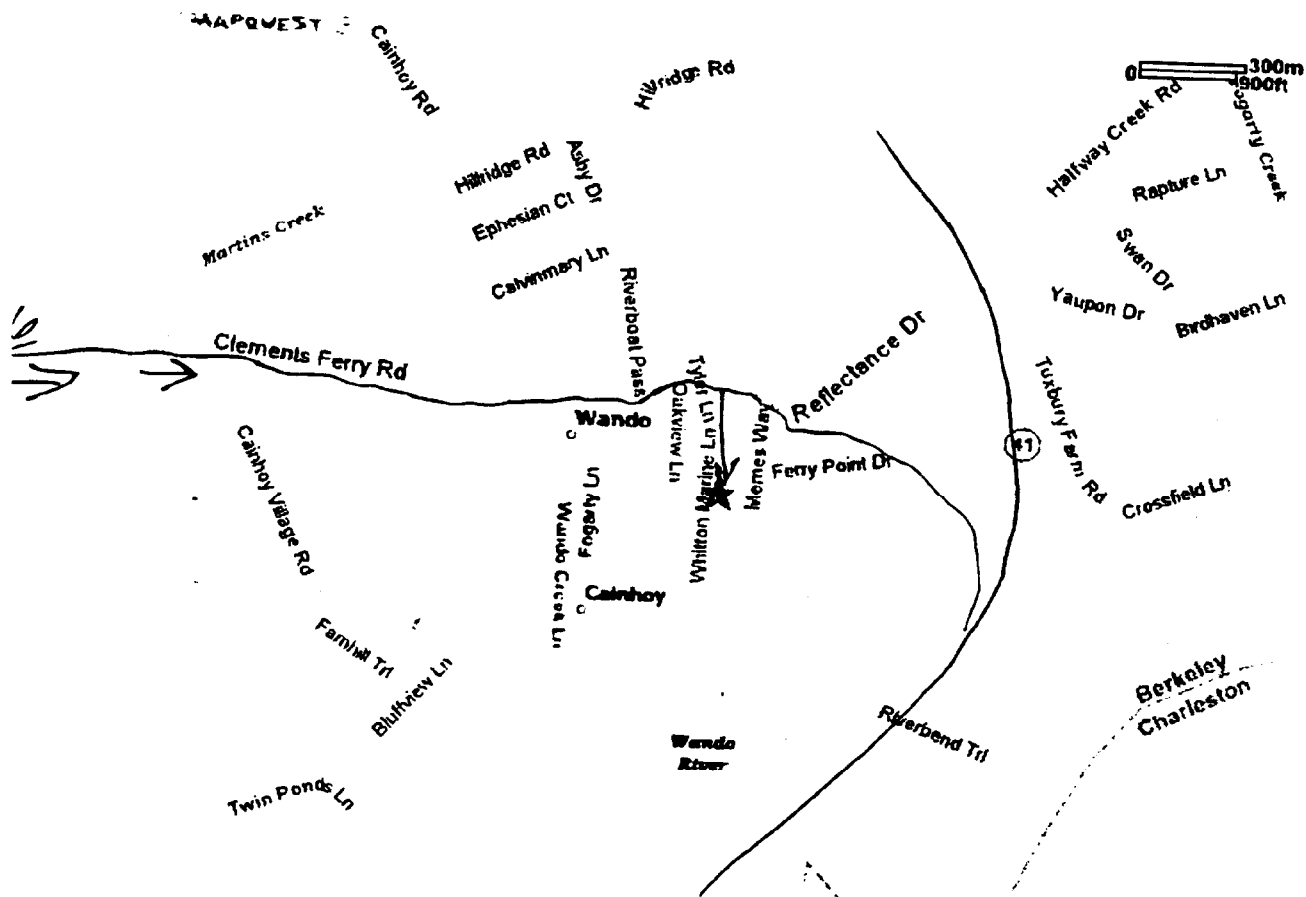 MAPQUEST
Cainhoy Rd
Hillridge Rd
0 300m
900ft
Halfway Creek Rd
Fogarty Creek
Hillridge Rd
Asby Dr
Rapture Ln
Ephesian Ct
Martins Creek
Swan Dr
Calvinmary Ln
Riverboat Pass
Yaupon Dr
Birdhaven Ln
Clements Ferry Rd
Reflectance Dr
Tyler Ln
Tuxbury Farm Rd
Oakview Ln
Wando
Memes Way
41
Cainhoy Village Rd
Ferry Point Dr
Whitton Marine Ln
Fogarty Ln
Crossfield Ln
Wando Creek Ln
Cainhoy
Farnhill Trl
Bluffview Ln
Berkeley
Charleston
Riverbend Trl
Wando
River
Twin Ponds Ln